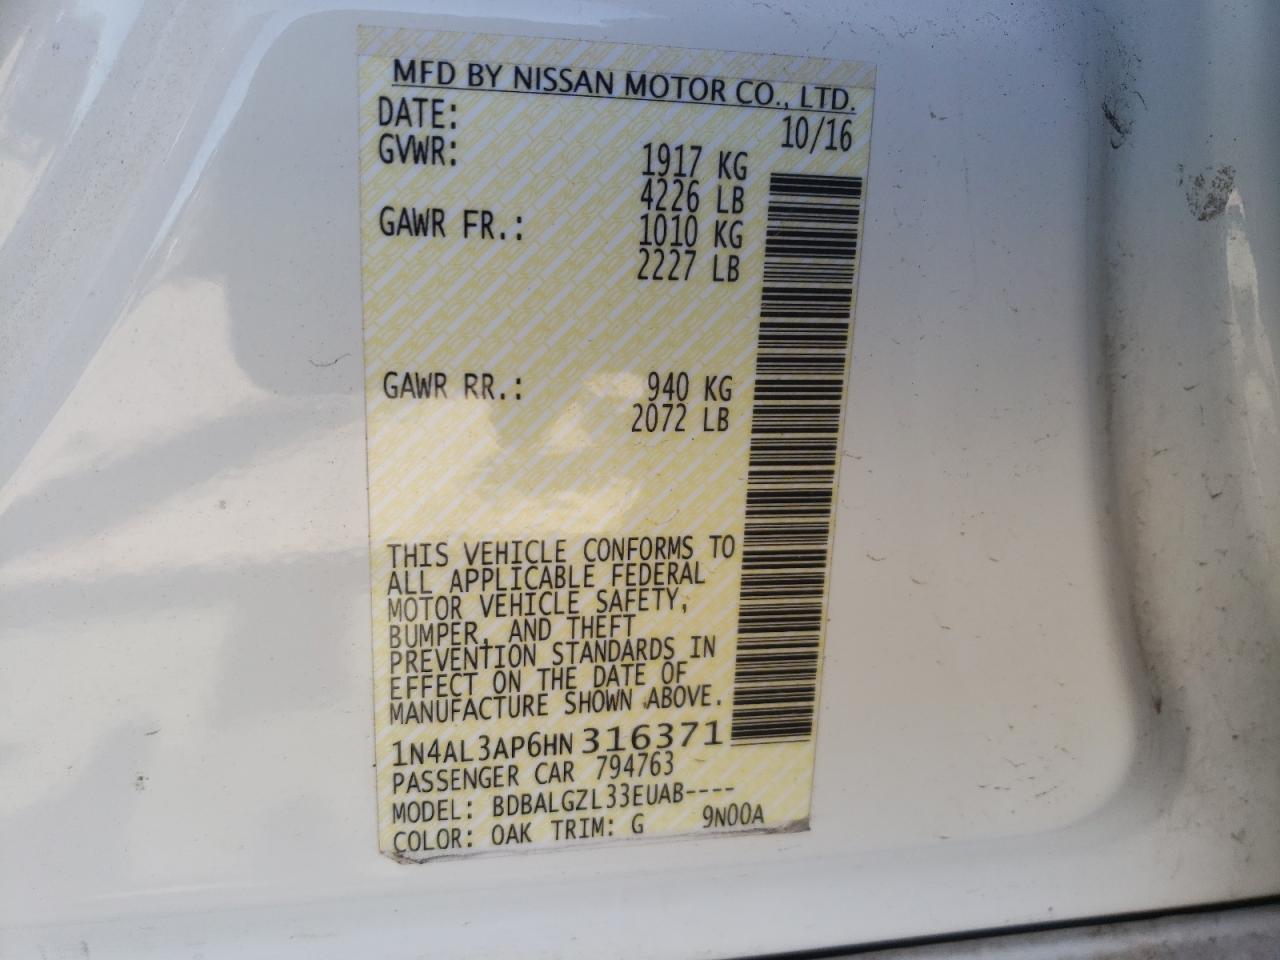 MFD BY NISSAN MOTOR CO., LTD.
DATE: 10/16
GVWR: 1917 KG
4226 LB
GAWR FR.: 1010 KG
2227 LB
GAWR RR.: 940 KG
2072 LB
THIS VEHICLE CONFORMS TO
ALL APPLICABLE FEDERAL
MOTOR VEHICLE SAFETY,
BUMPER, AND THEFT
PREVENTION STANDARDS IN
EFFECT ON THE DATE OF
MANUFACTURE SHOWN ABOVE.
1N4AL3AP6HN316371
PASSENGER CAR 794763
MODEL: BDBALGZL33EUAB----
COLOR: QAK TRIM: G 9N00A